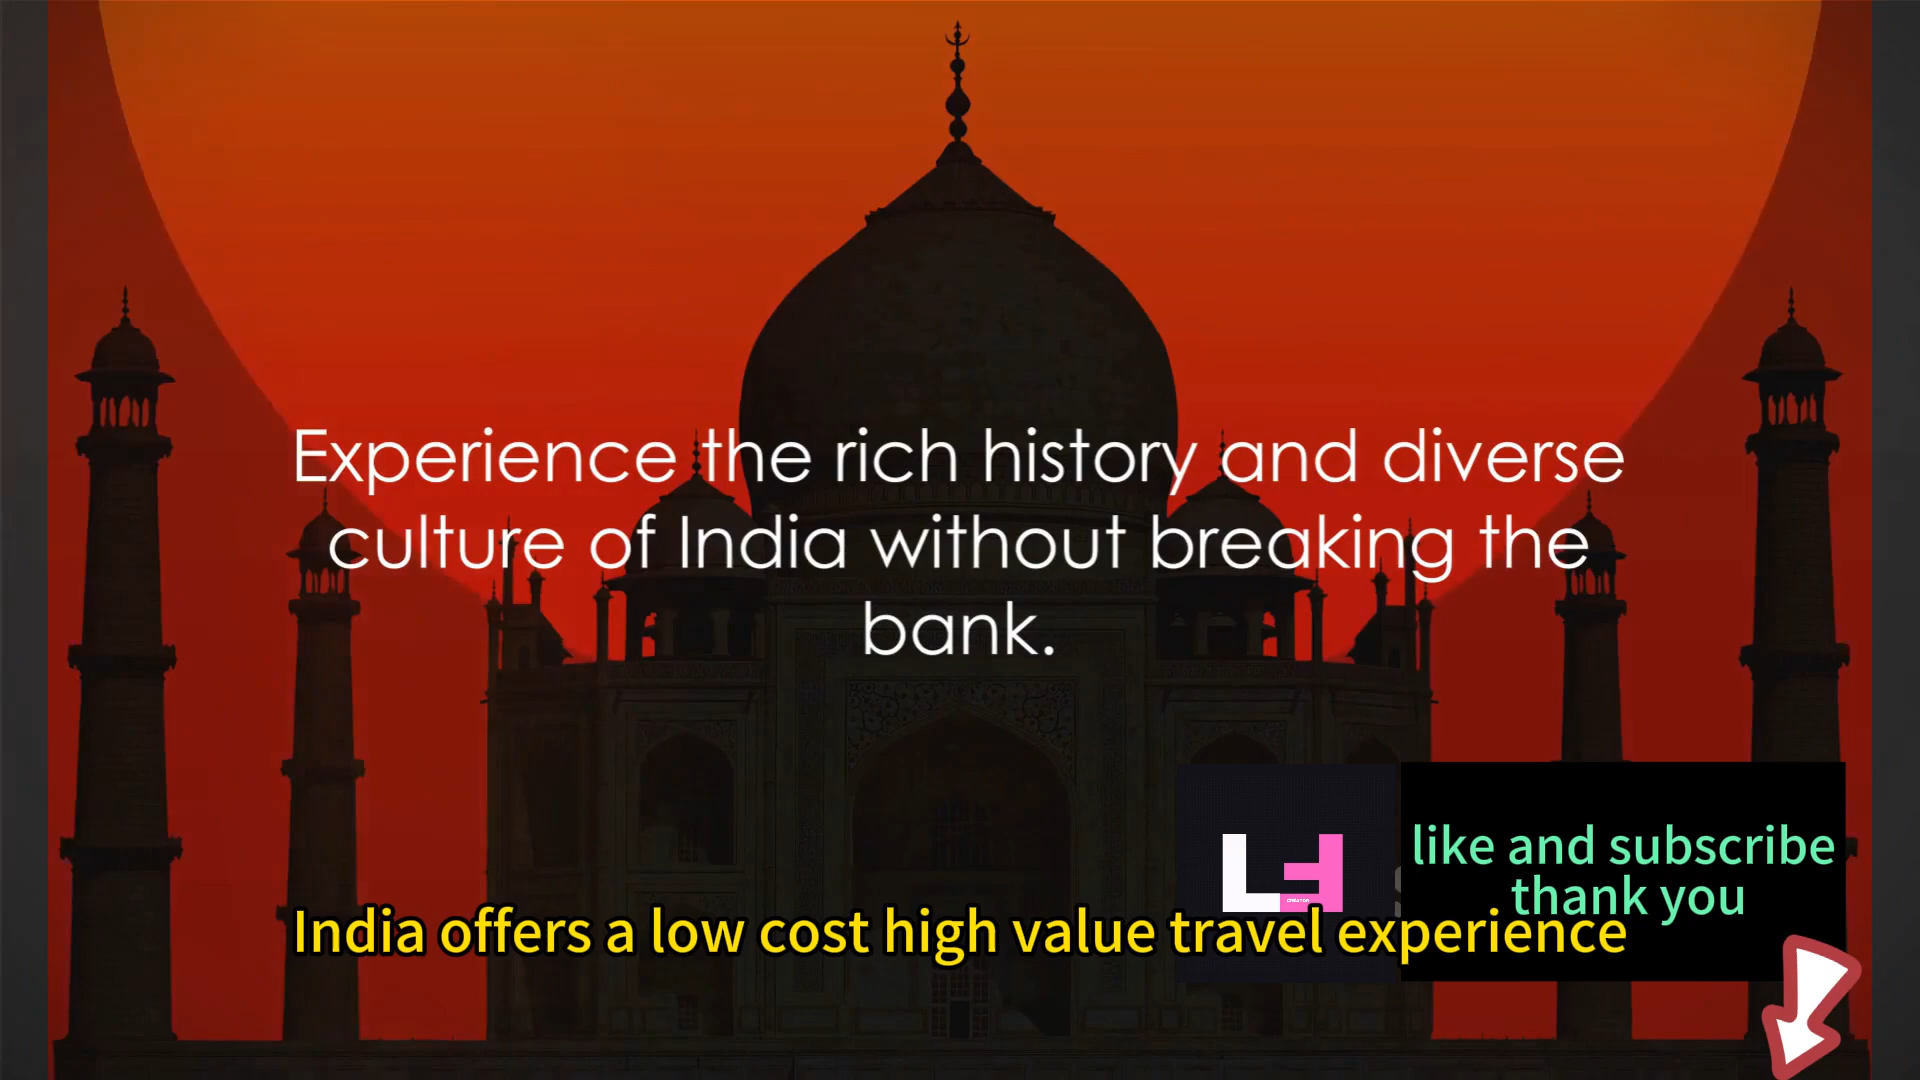 Experience the rich history and diverse
culture of India without breaking the
bank.
like and subscribe
thank you
India offers a low cost high value travel experience